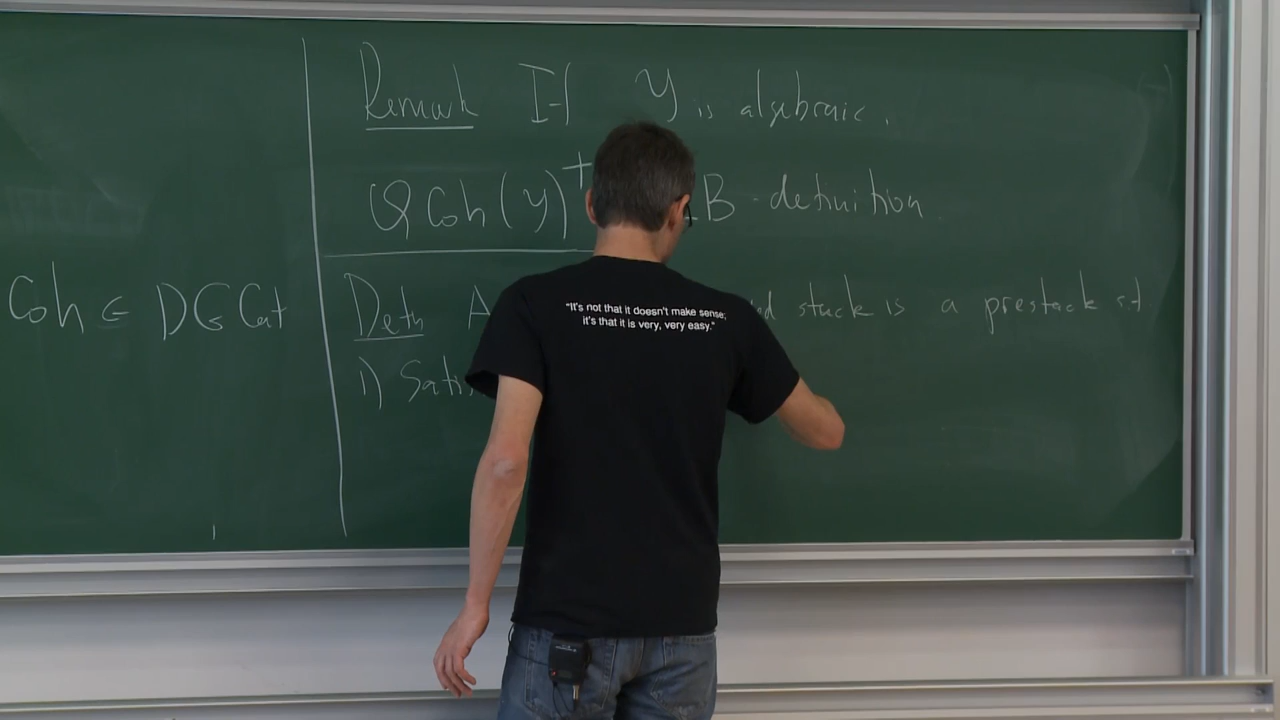 Coh ∈ DGCat
Remark If Y is algebraic.
QCoh(Y)⁺ B-definition
Defn A stack is a prestack s.t.
1) Satis
"It's not that it doesn't make sense;
it's that it is very, very easy."